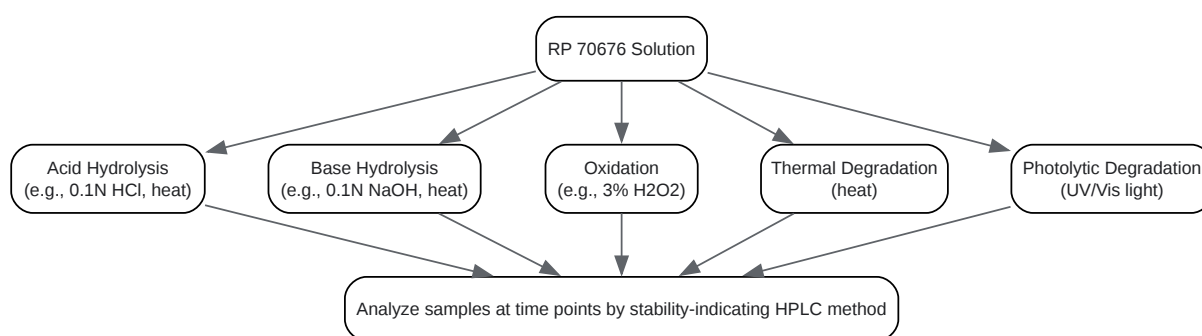 RP 70676 Solution
Acid Hydrolysis
(e.g., 0.1N HCl, heat)
Base Hydrolysis
(e.g., 0.1N NaOH, heat)
Oxidation
(e.g., 3% H2O2)
Thermal Degradation
(heat)
Photolytic Degradation
(UV/Vis light)
Analyze samples at time points by stability-indicating HPLC method